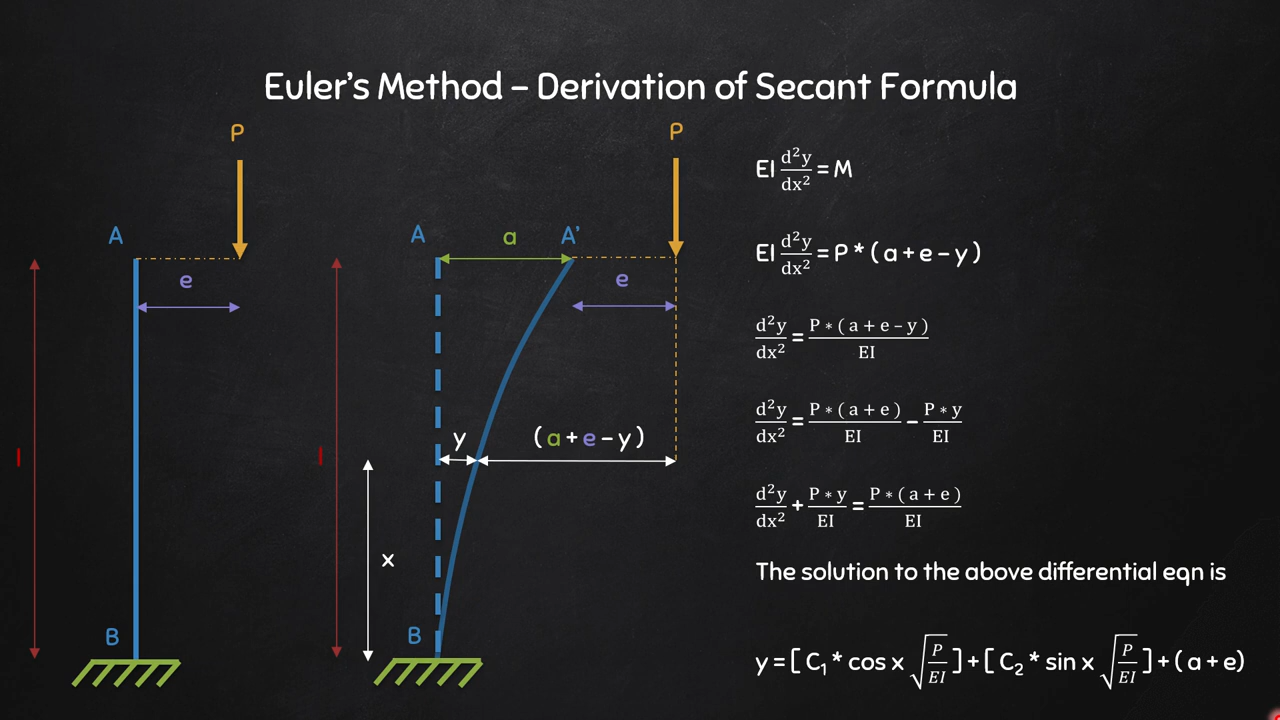 Euler's Method – Derivation of Secant Formula
P
A
e
l
B
P
A
a
A'
e
l
y
( a + e – y )
x
B
EI d²y/dx² = M
EI d²y/dx² = P * ( a + e – y )
d²y/dx² = P * ( a + e – y )/EI
d²y/dx² = P * ( a + e )/EI – P * y/EI
d²y/dx² + P * y/EI = P * ( a + e )/EI
The solution to the above differential eqn is
y = [ C₁ * cos x √(P/EI) ] + [ C₂ * sin x √(P/EI) ] + ( a + e )